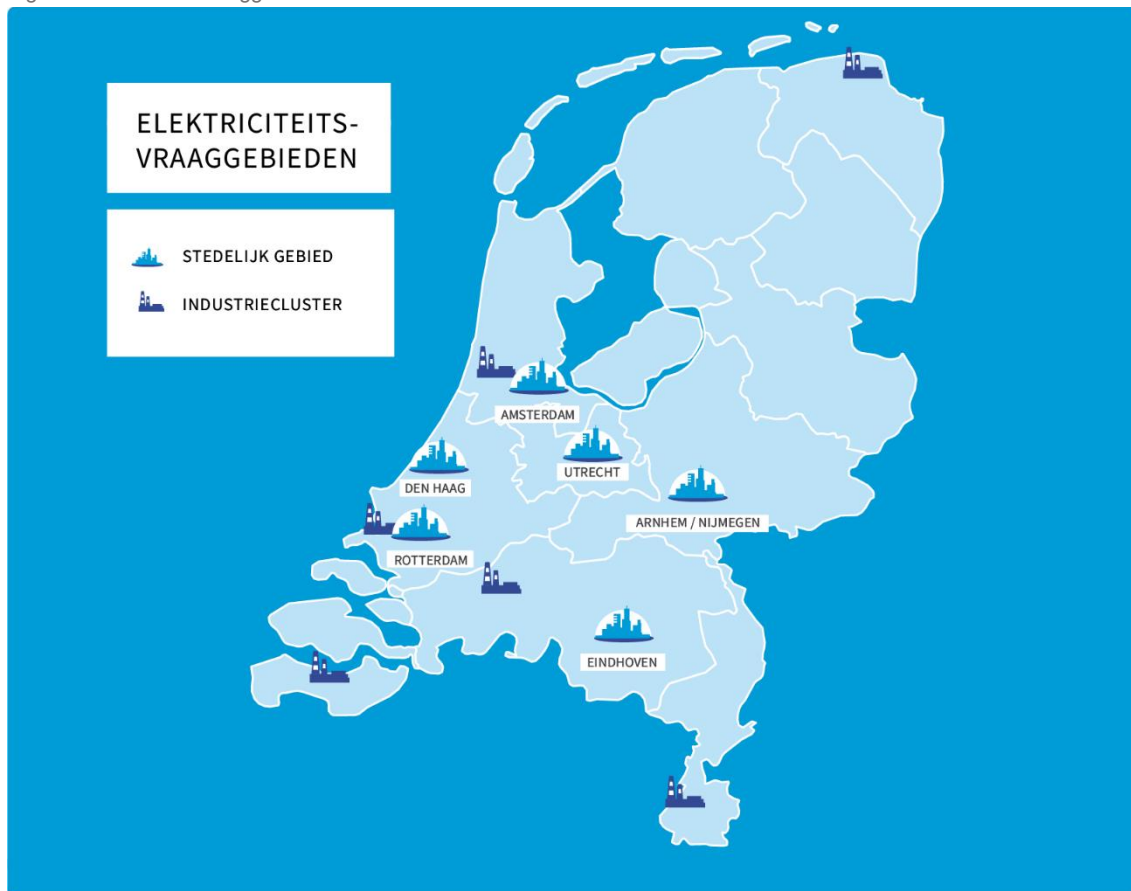 ELEKTRICITEITS-
VRAAGGEBIEDEN
STEDELIJK GEBIED
INDUSTRIECLUSTER
AMSTERDAM
UTRECHT
DEN HAAG
ARNHEM / NIJMEGEN
ROTTERDAM
EINDHOVEN